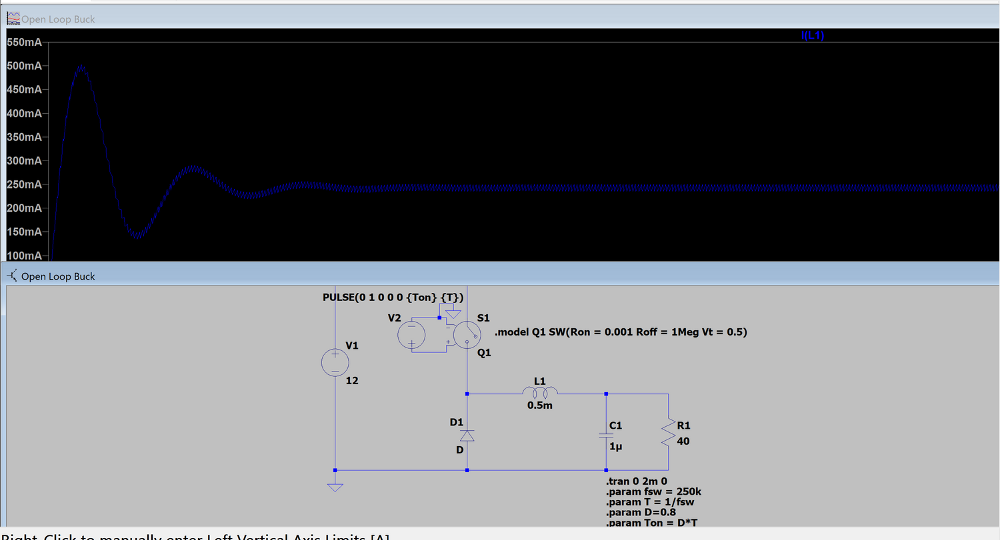 Open Loop Buck
I(L1)
550mA
500mA
450mA
400mA
350mA
300mA
250mA
200mA
150mA
100mA
Open Loop Buck
PULSE(0 1 0 0 0 {Ton} {T})
V2
S1
.model Q1 SW(Ron = 0.001 Roff = 1Meg Vt = 0.5)
V1
Q1
12
L1
0.5m
D1
D
C1
1µ
R1
40
.tran 0 2m 0
.param fsw = 250k
.param T = 1/fsw
.param D=0.8
.param Ton = D*T
Right-Click to manually enter Left Vertical Axis Limits [A]